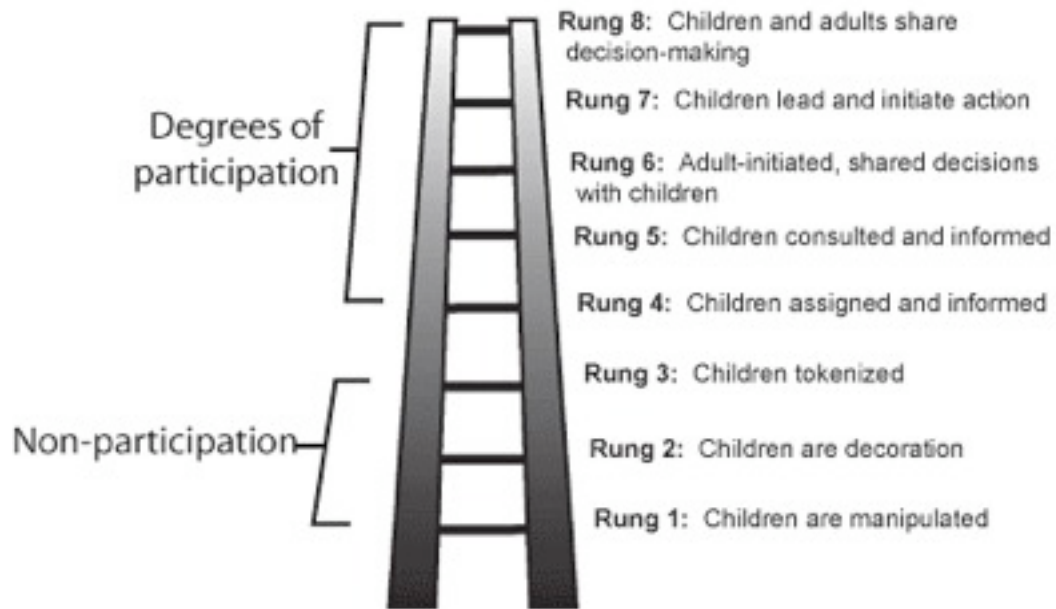 Rung 8: Children and adults share
decision-making
Rung 7: Children lead and initiate action
Degrees of
participation
Rung 6: Adult-initiated, shared decisions
with children
Rung 5: Children consulted and informed
Rung 4: Children assigned and informed
Rung 3: Children tokenized
Non-participation
Rung 2: Children are decoration
Rung 1: Children are manipulated